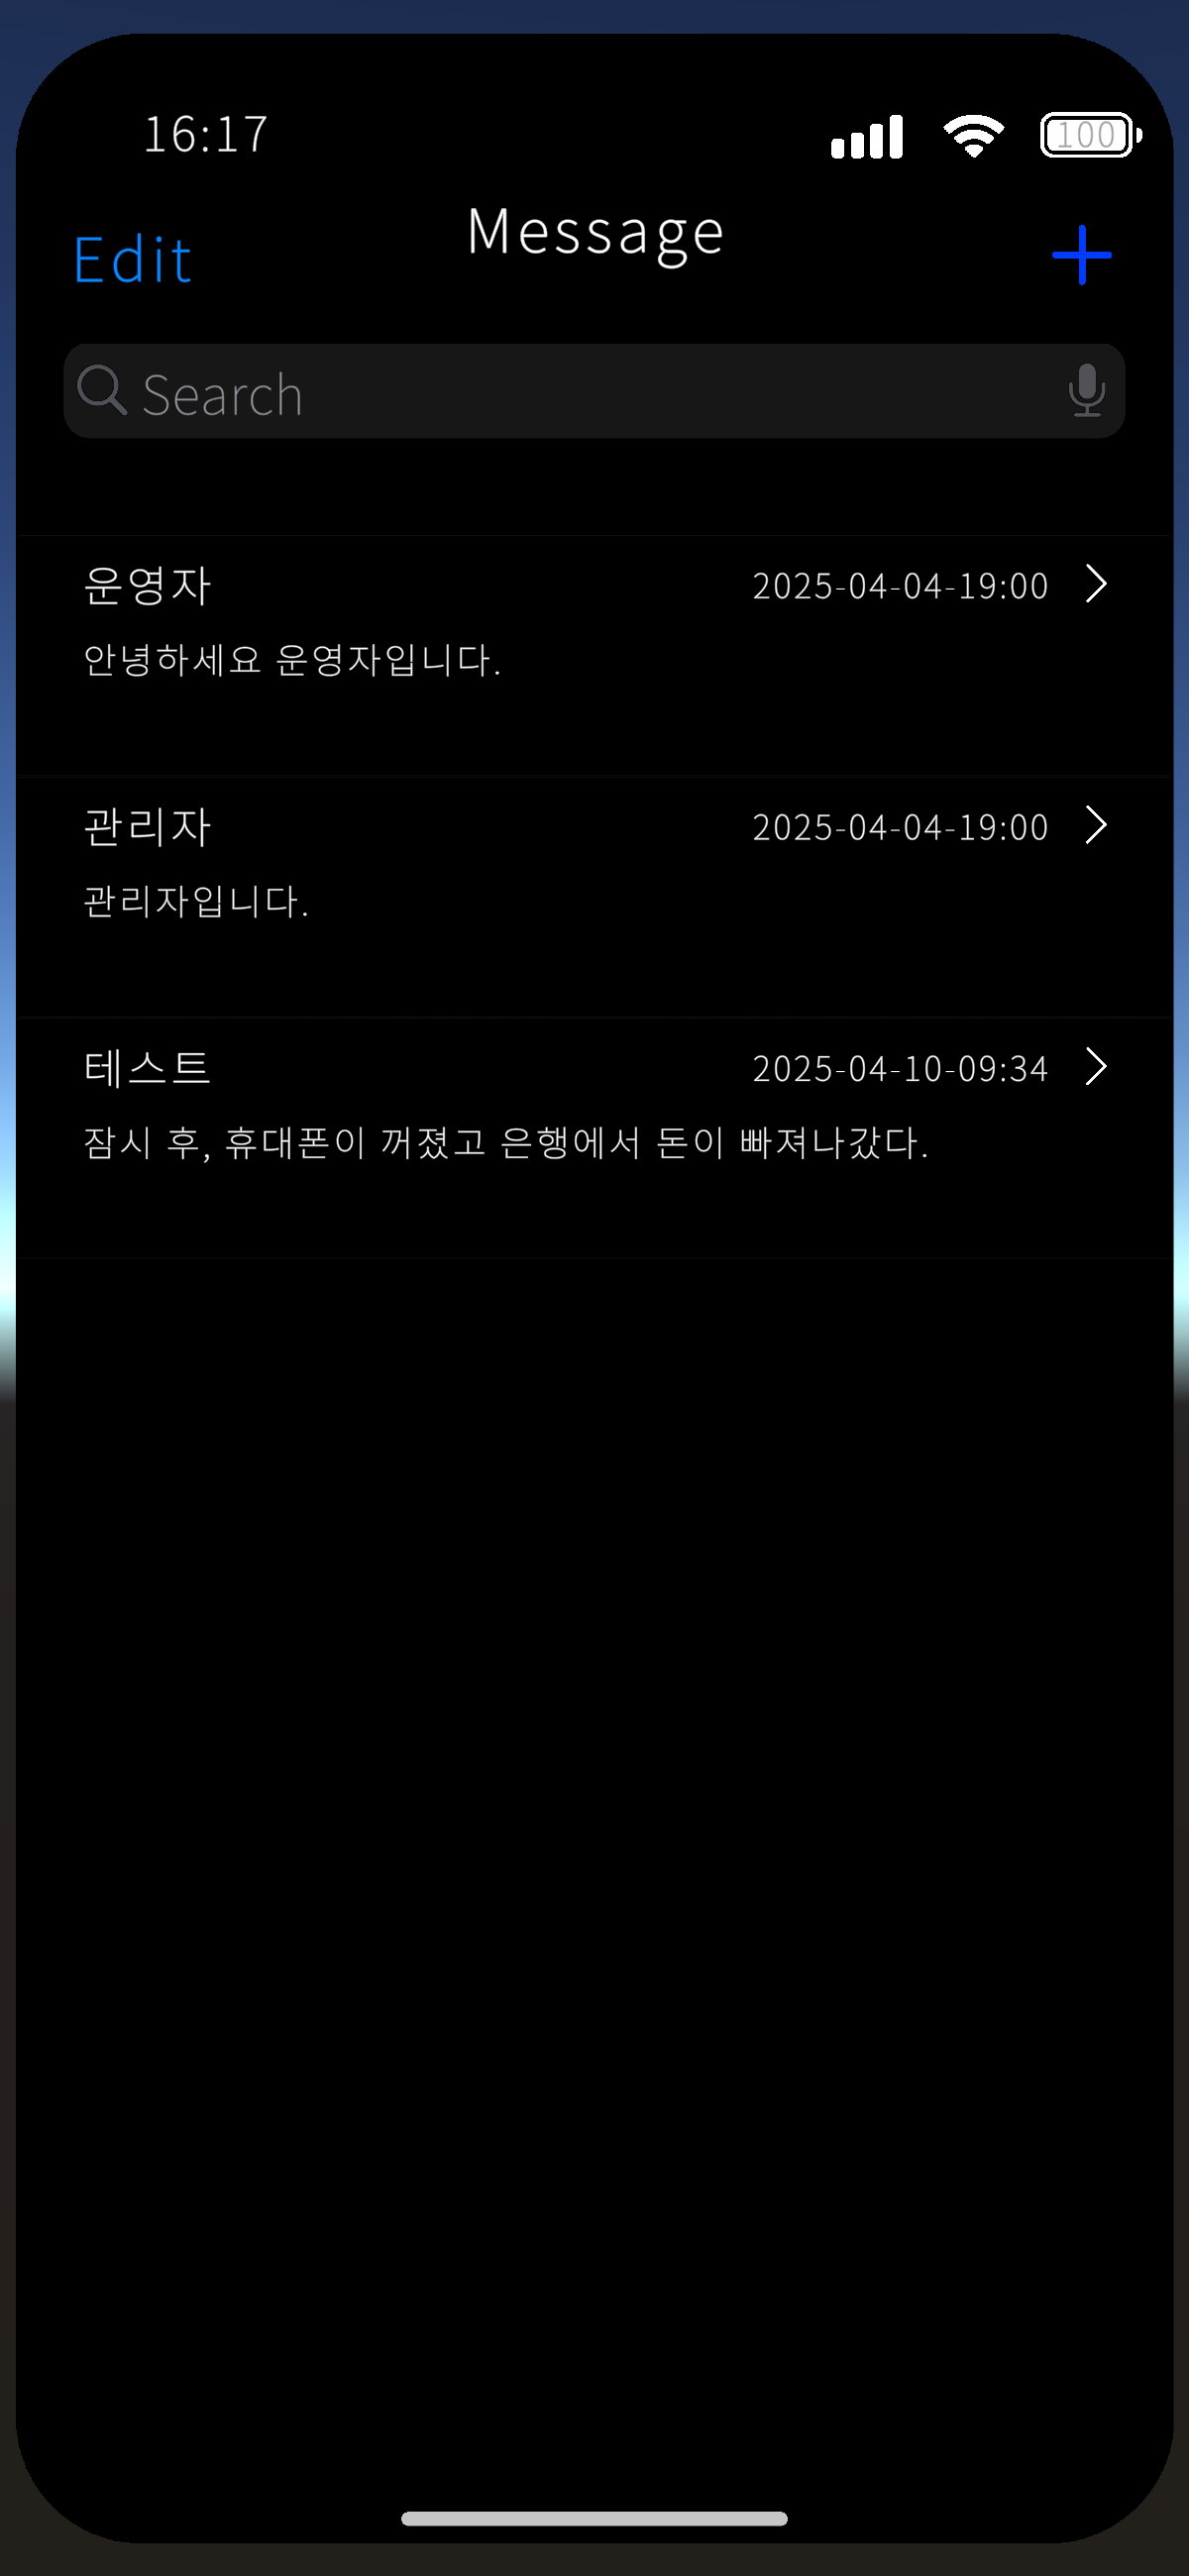 16:17
100
Edit
Message
Search
운영자
2025-04-04-19:00
안녕하세요 운영자입니다.
관리자
2025-04-04-19:00
관리자입니다.
테스트
2025-04-10-09:34
잠시 후, 휴대폰이 꺼졌고 은행에서 돈이 빠져나갔다.